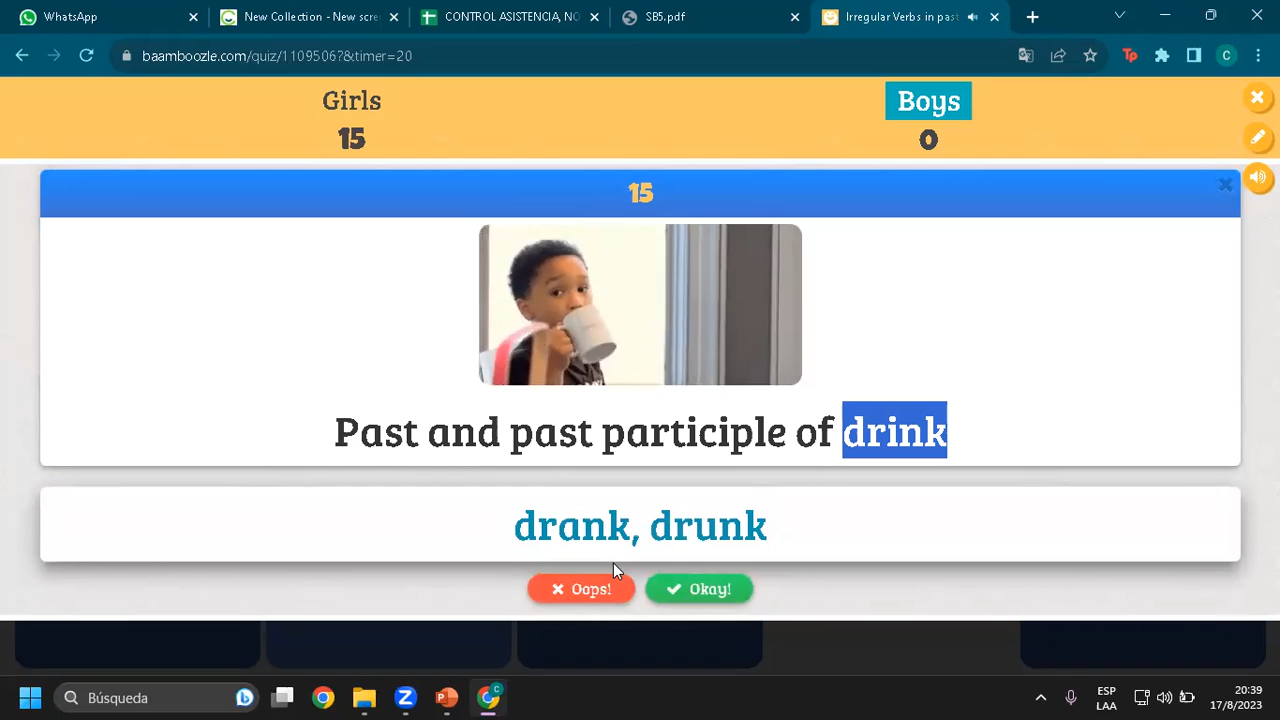 WhatsApp
New Collection - New scre
CONTROL ASISTENCIA, NO
SB5.pdf
Irregular Verbs in past
baamboozle.com/quiz/1109506?&timer=20
Tp
C
Girls
Boys
15
0
15
Past and past participle of drink
drank, drunk
Oops!
Okay!
Búsqueda
C
ESP
LAA
20:39
17/8/2023